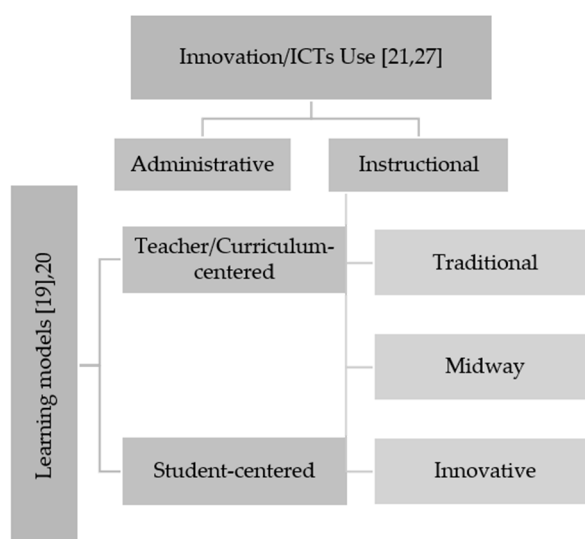 Innovation/ICTs Use [21,27]
Administrative
Instructional
Learning models [19],20
Teacher/Curriculum-
centered
Traditional
Midway
Student-centered
Innovative